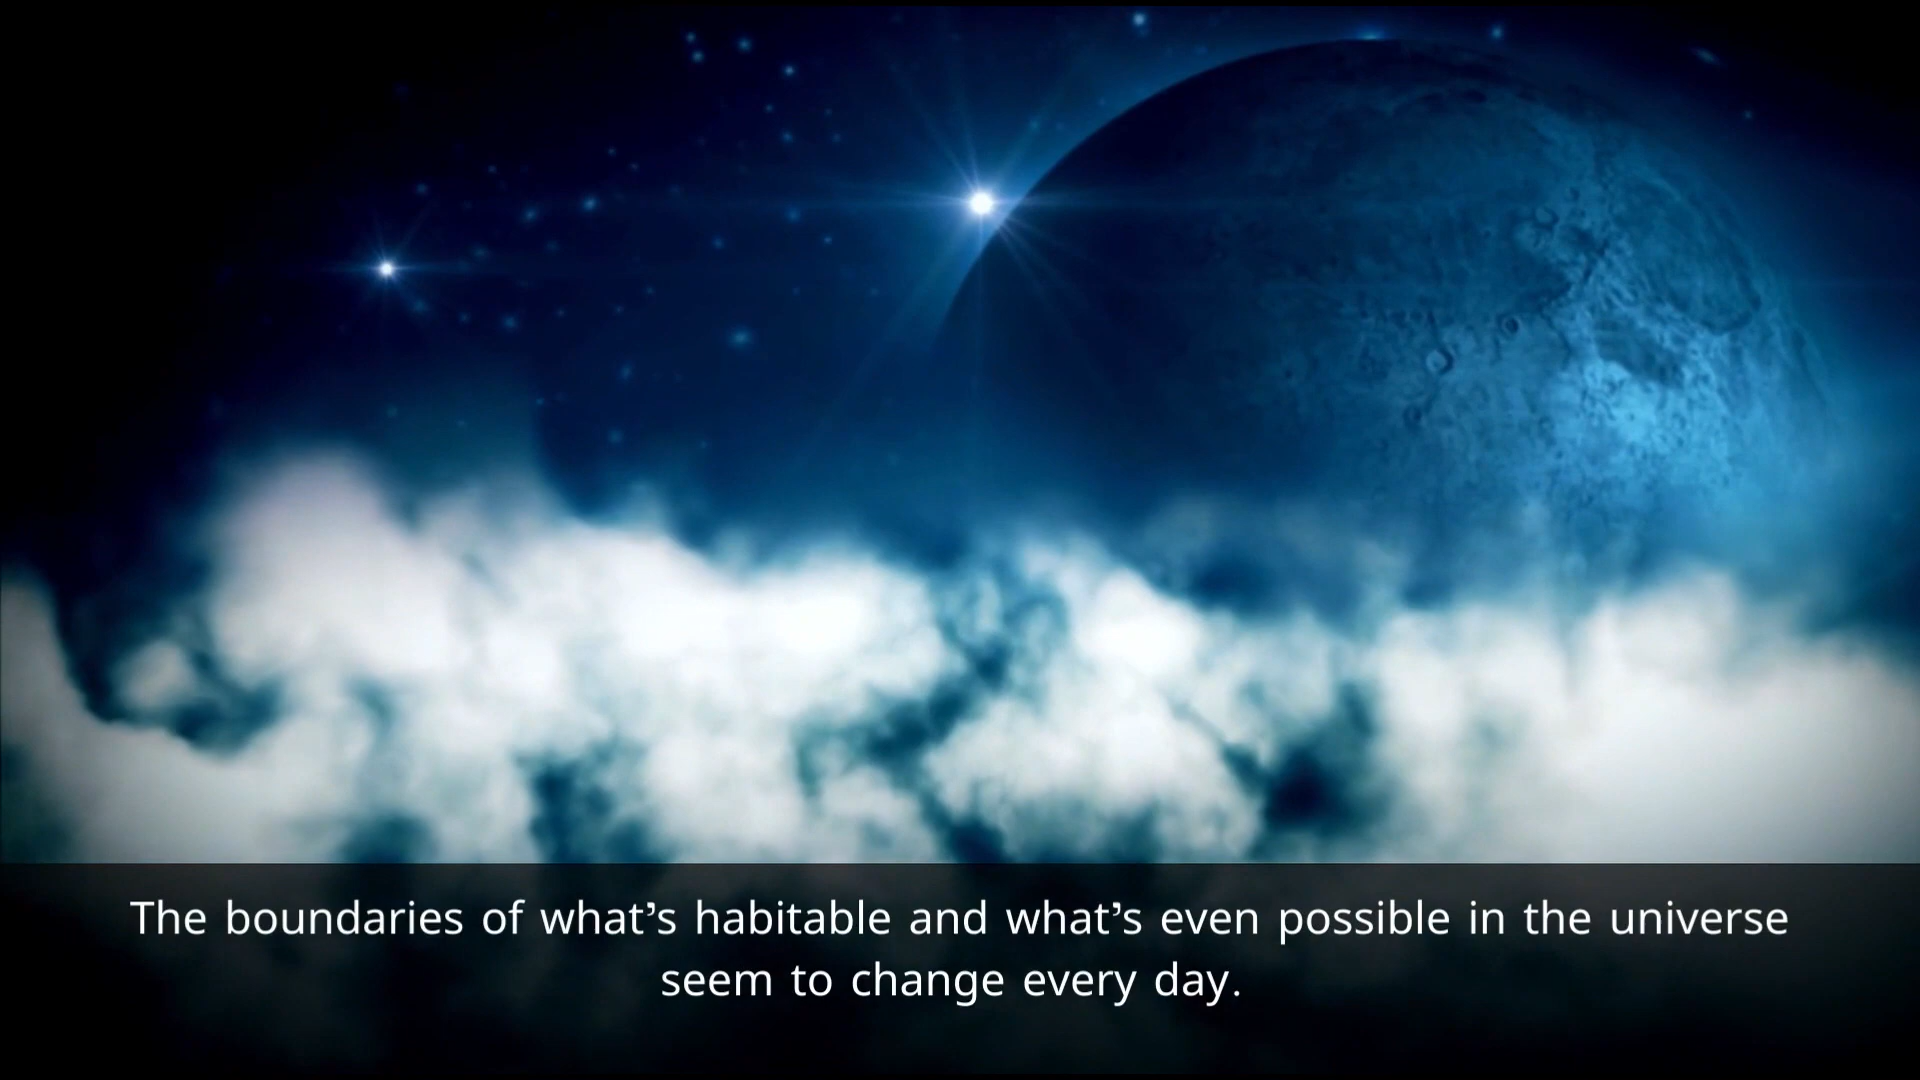 The boundaries of what’s habitable and what’s even possible in the universe
seem to change every day.